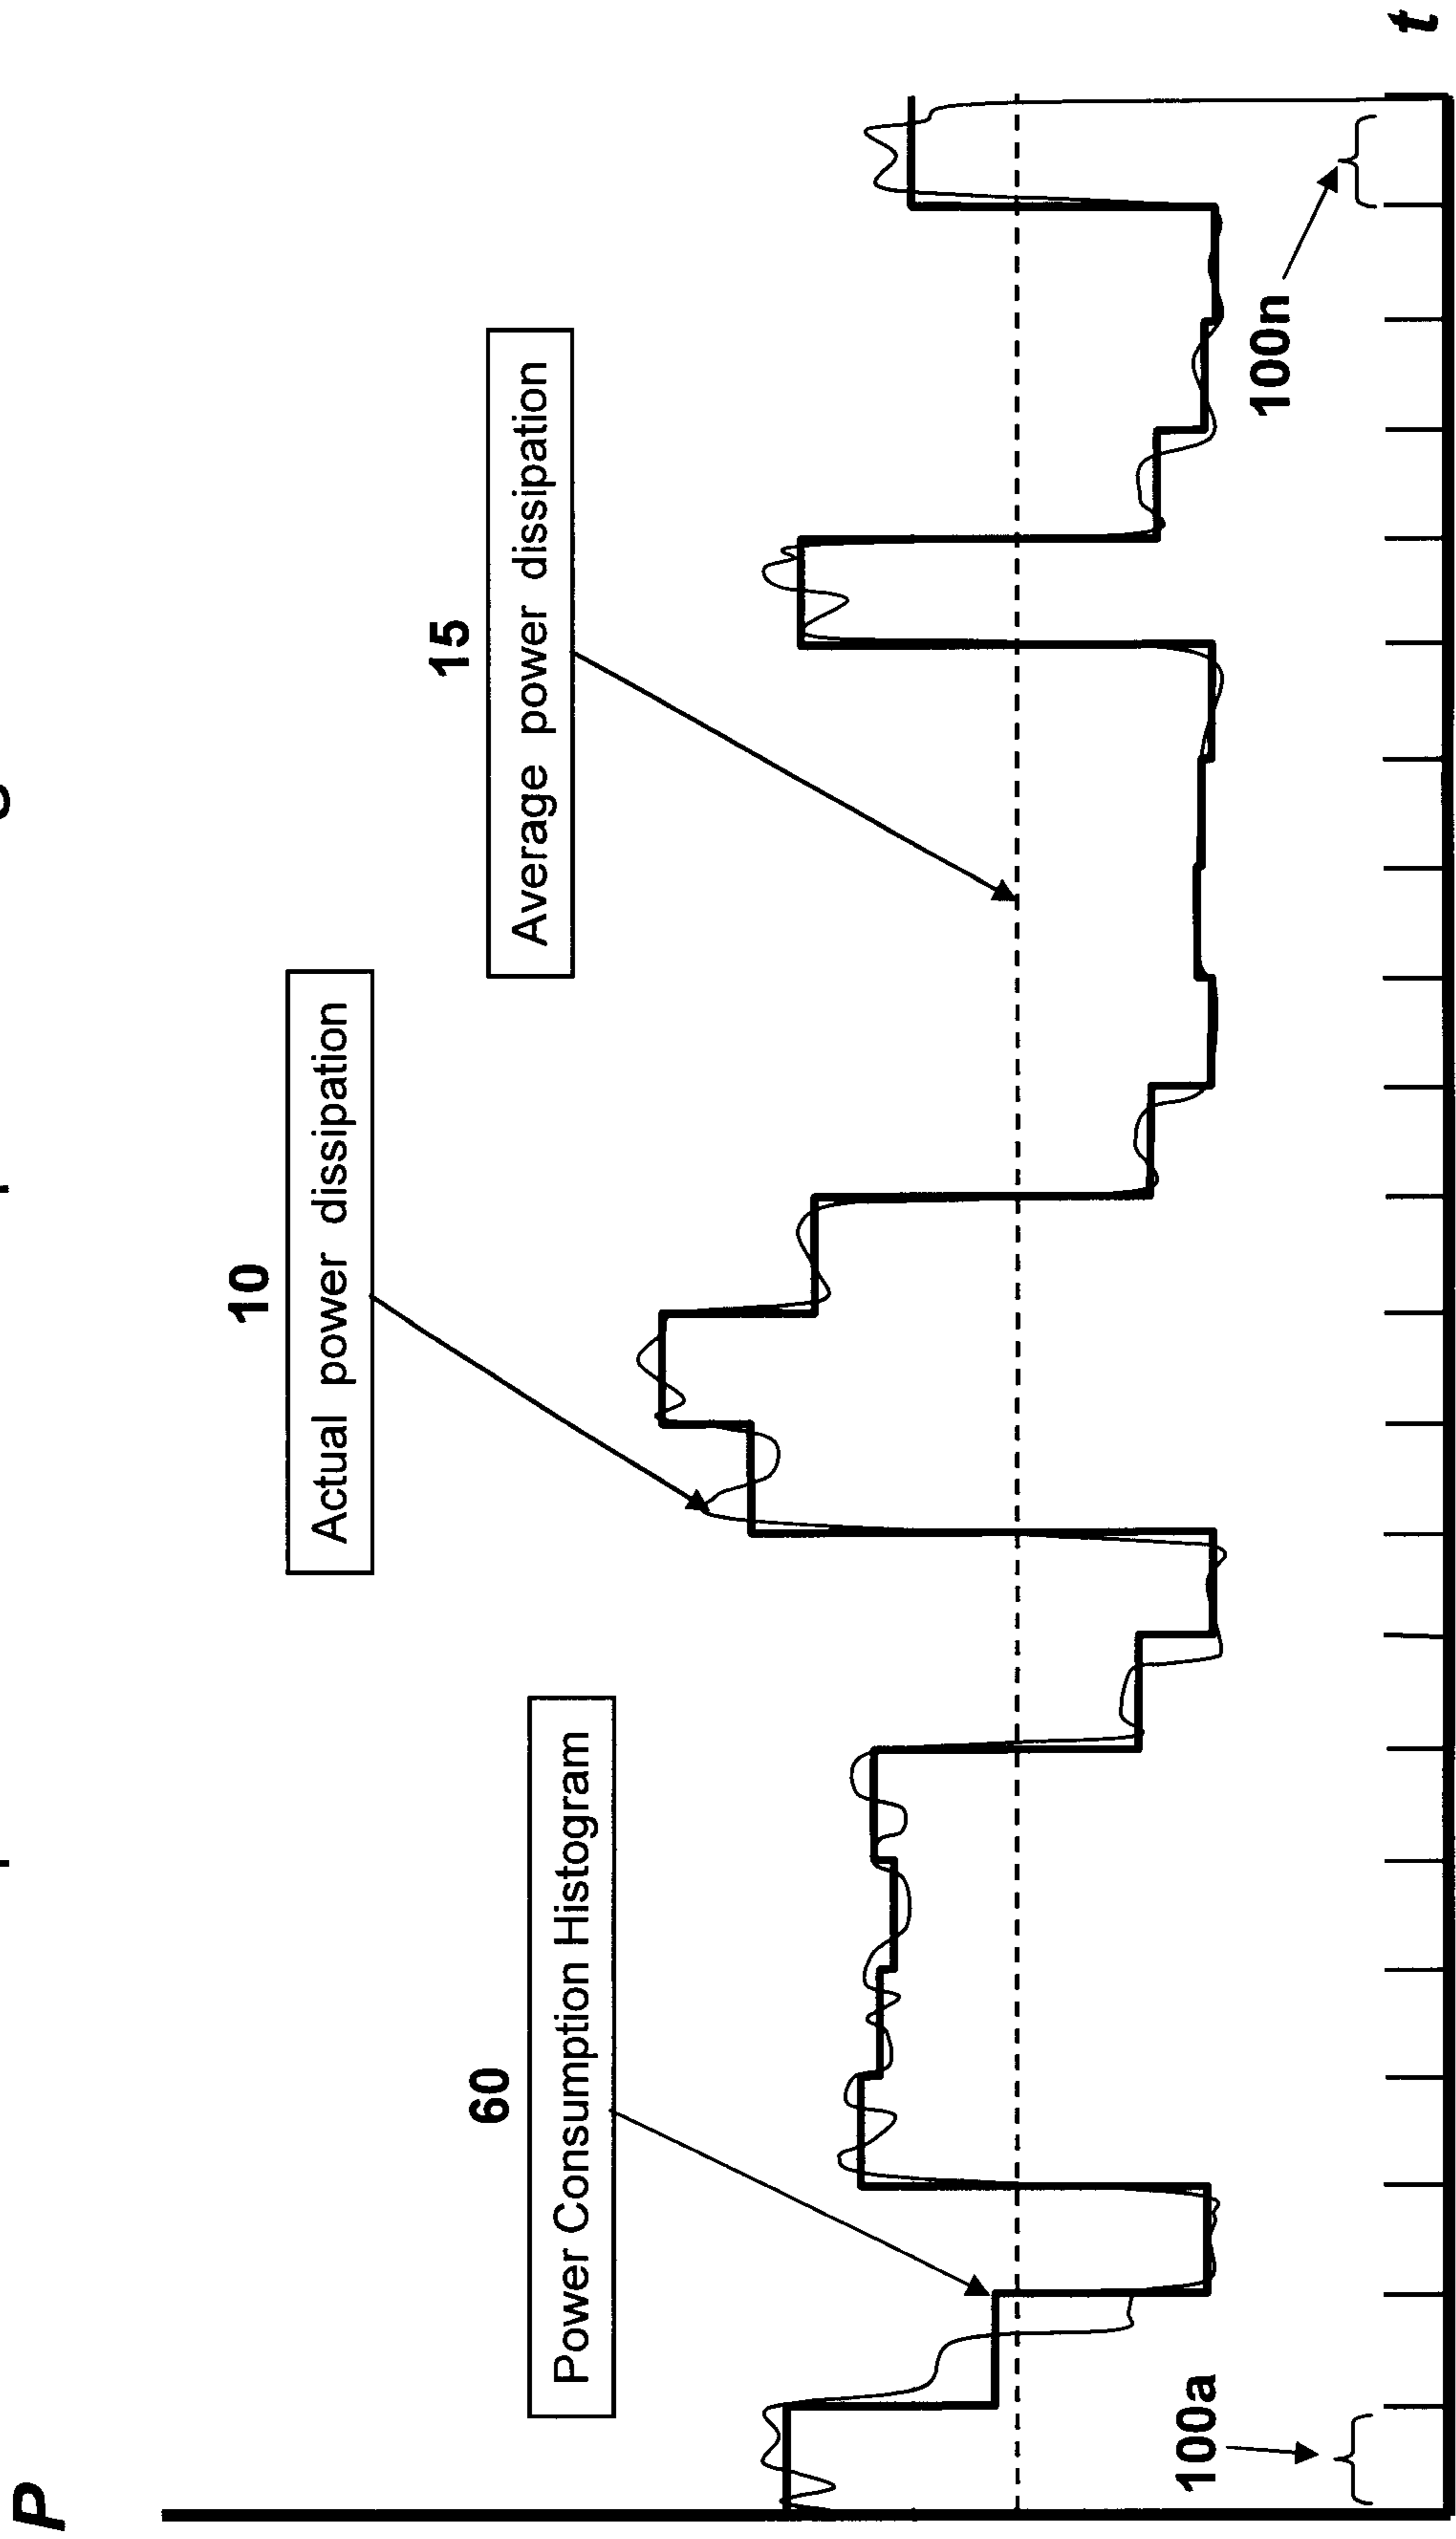 P
10
Actual power dissipation
15
Average power dissipation
60
Power Consumption Histogram
100a
100n
t